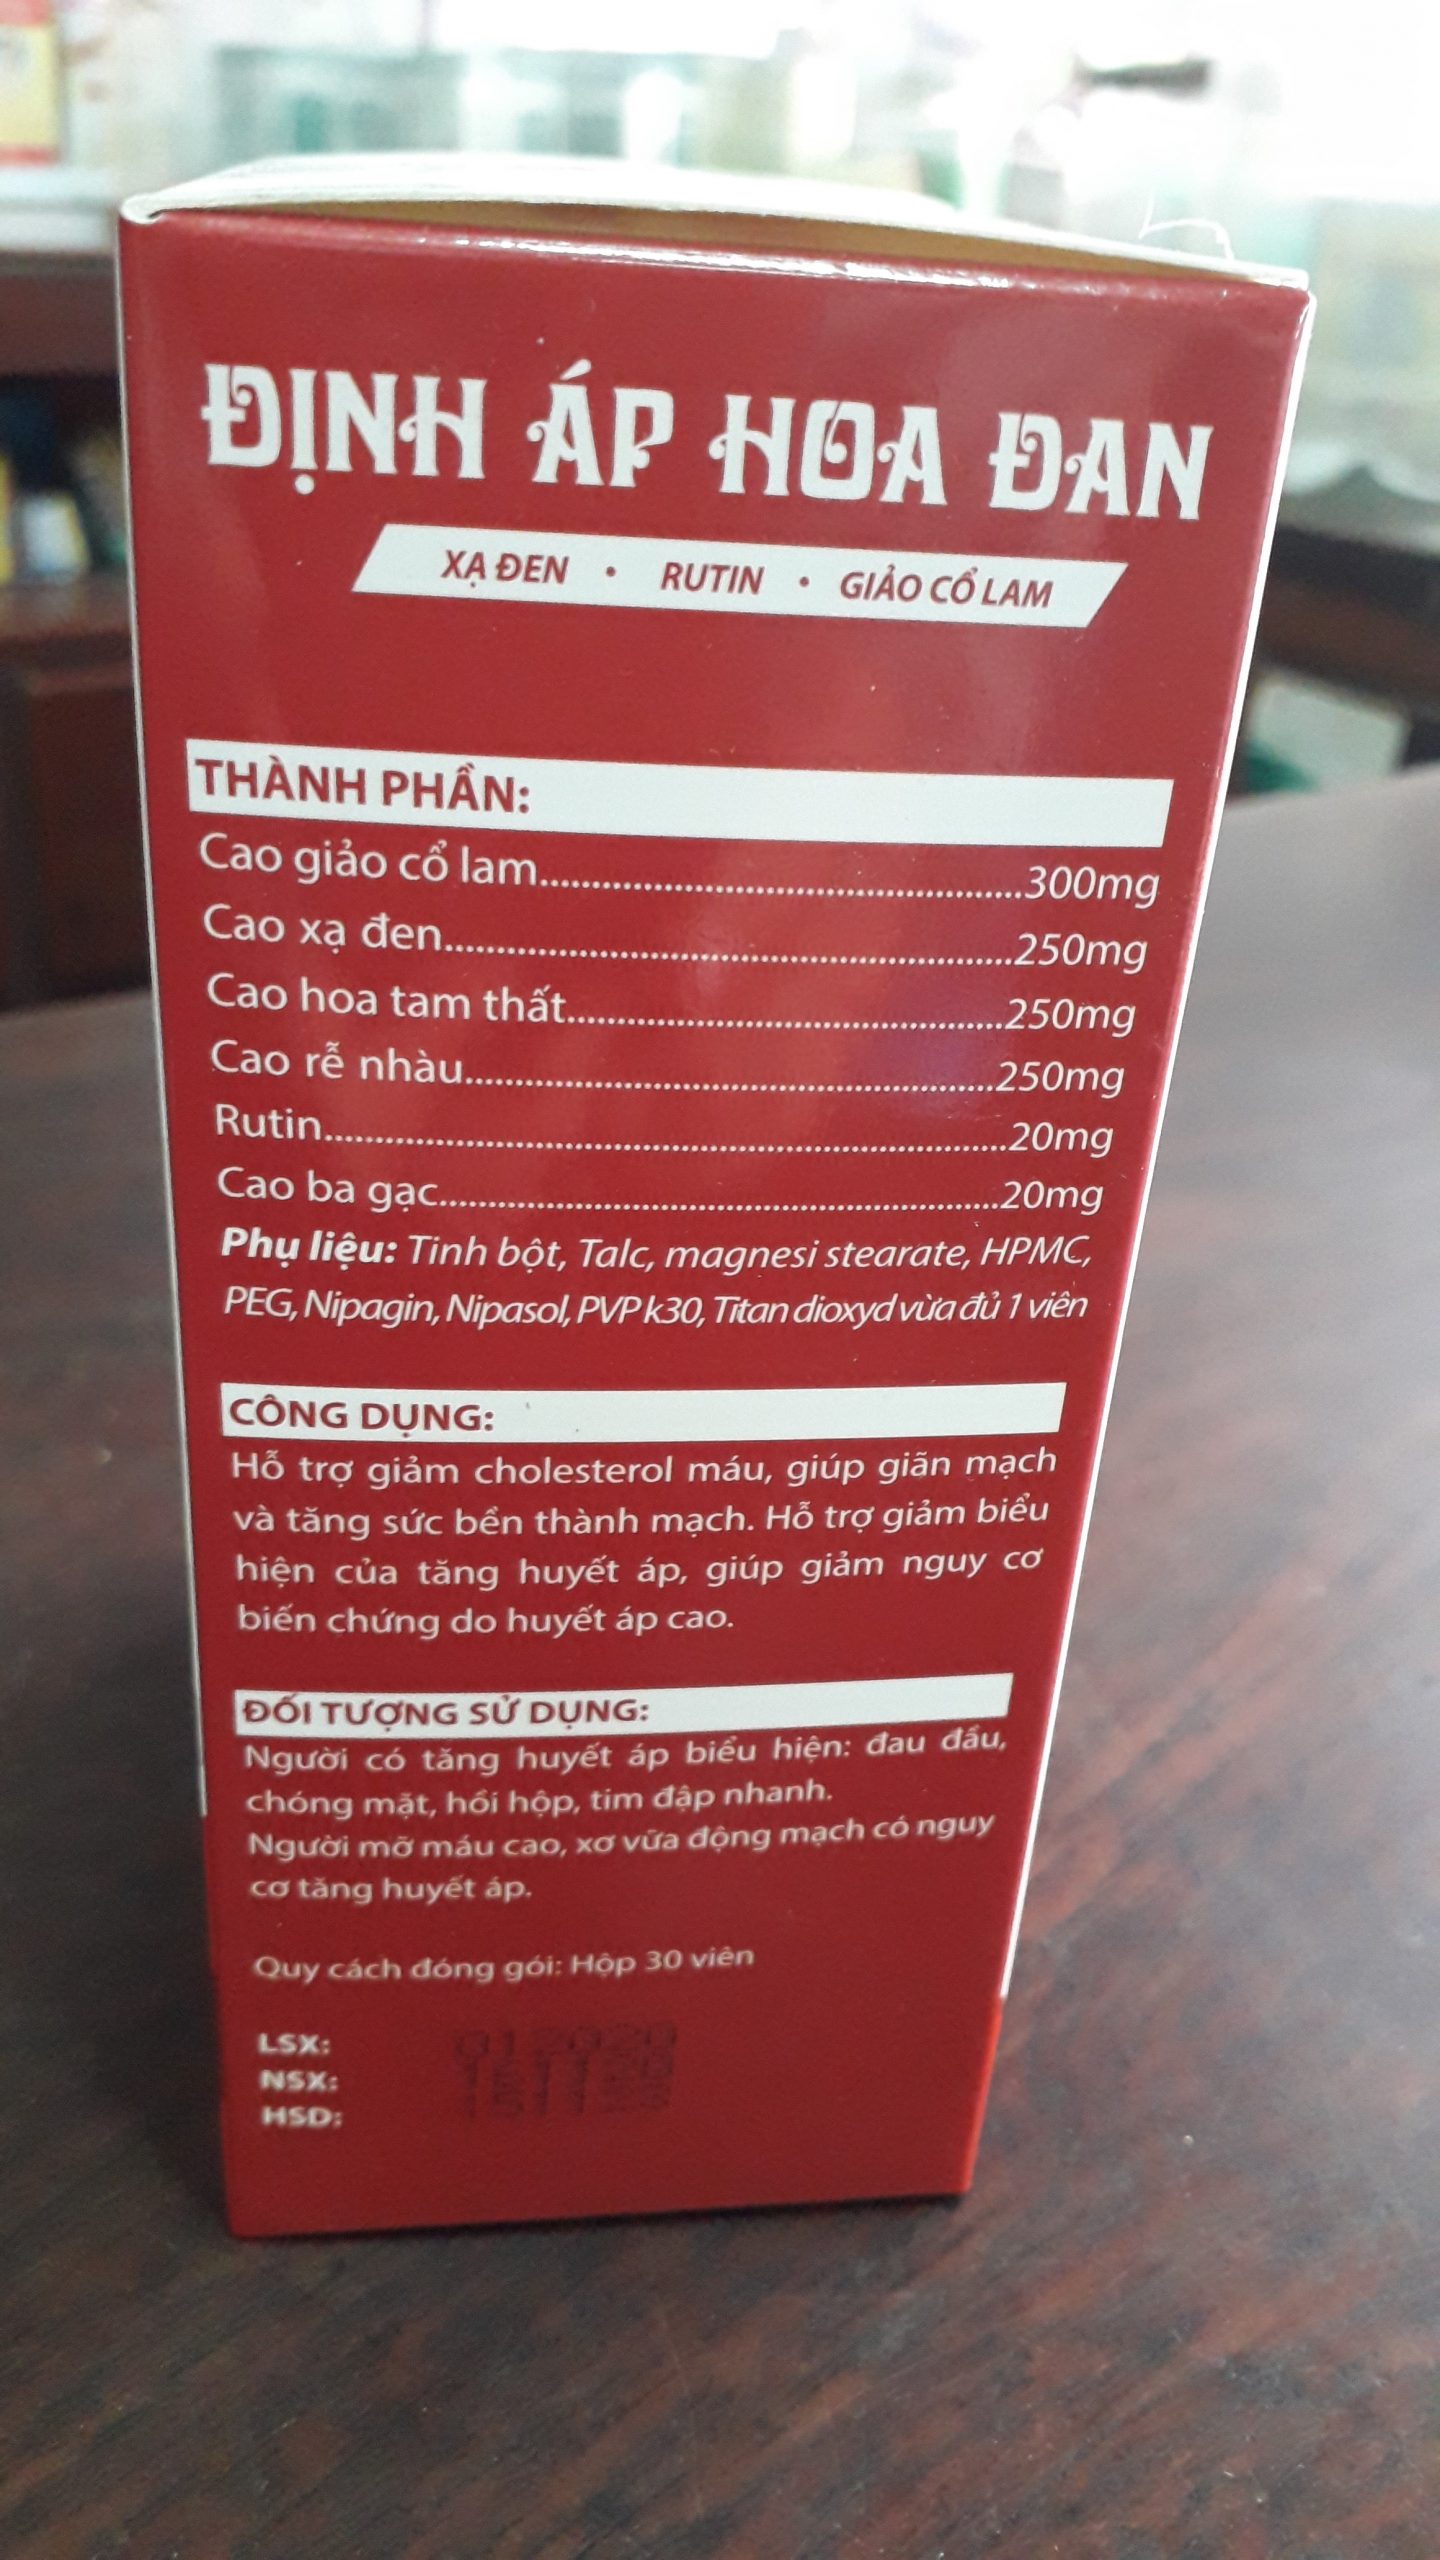 ĐỊNH ÁP HOA ĐAN
XẠ ĐEN • RUTIN • GIẢO CỔ LAM
THÀNH PHẦN:
Cao giảo cổ lam..........300mg
Cao xạ đen..........250mg
Cao hoa tam thất..........250mg
Cao rễ nhàu..........250mg
Rutin..........20mg
Cao ba gạc..........20mg
Phụ liệu: Tinh bột, Talc, magnesi stearate, HPMC,
PEG, Nipagin, Nipasol, PVP k30, Titan dioxyd vừa đủ 1 viên
CÔNG DỤNG:
Hỗ trợ giảm cholesterol máu, giúp giãn mạch
và tăng sức bền thành mạch. Hỗ trợ giảm biểu
hiện của tăng huyết áp, giúp giảm nguy cơ
biến chứng do huyết áp cao.
ĐỐI TƯỢNG SỬ DỤNG:
Người có tăng huyết áp biểu hiện: đau đầu,
chóng mặt, hồi hộp, tim đập nhanh.
Người mỡ máu cao, xơ vữa động mạch có nguy
cơ tăng huyết áp.
Quy cách đóng gói: Hộp 30 viên
LSX:
NSX:
HSD: